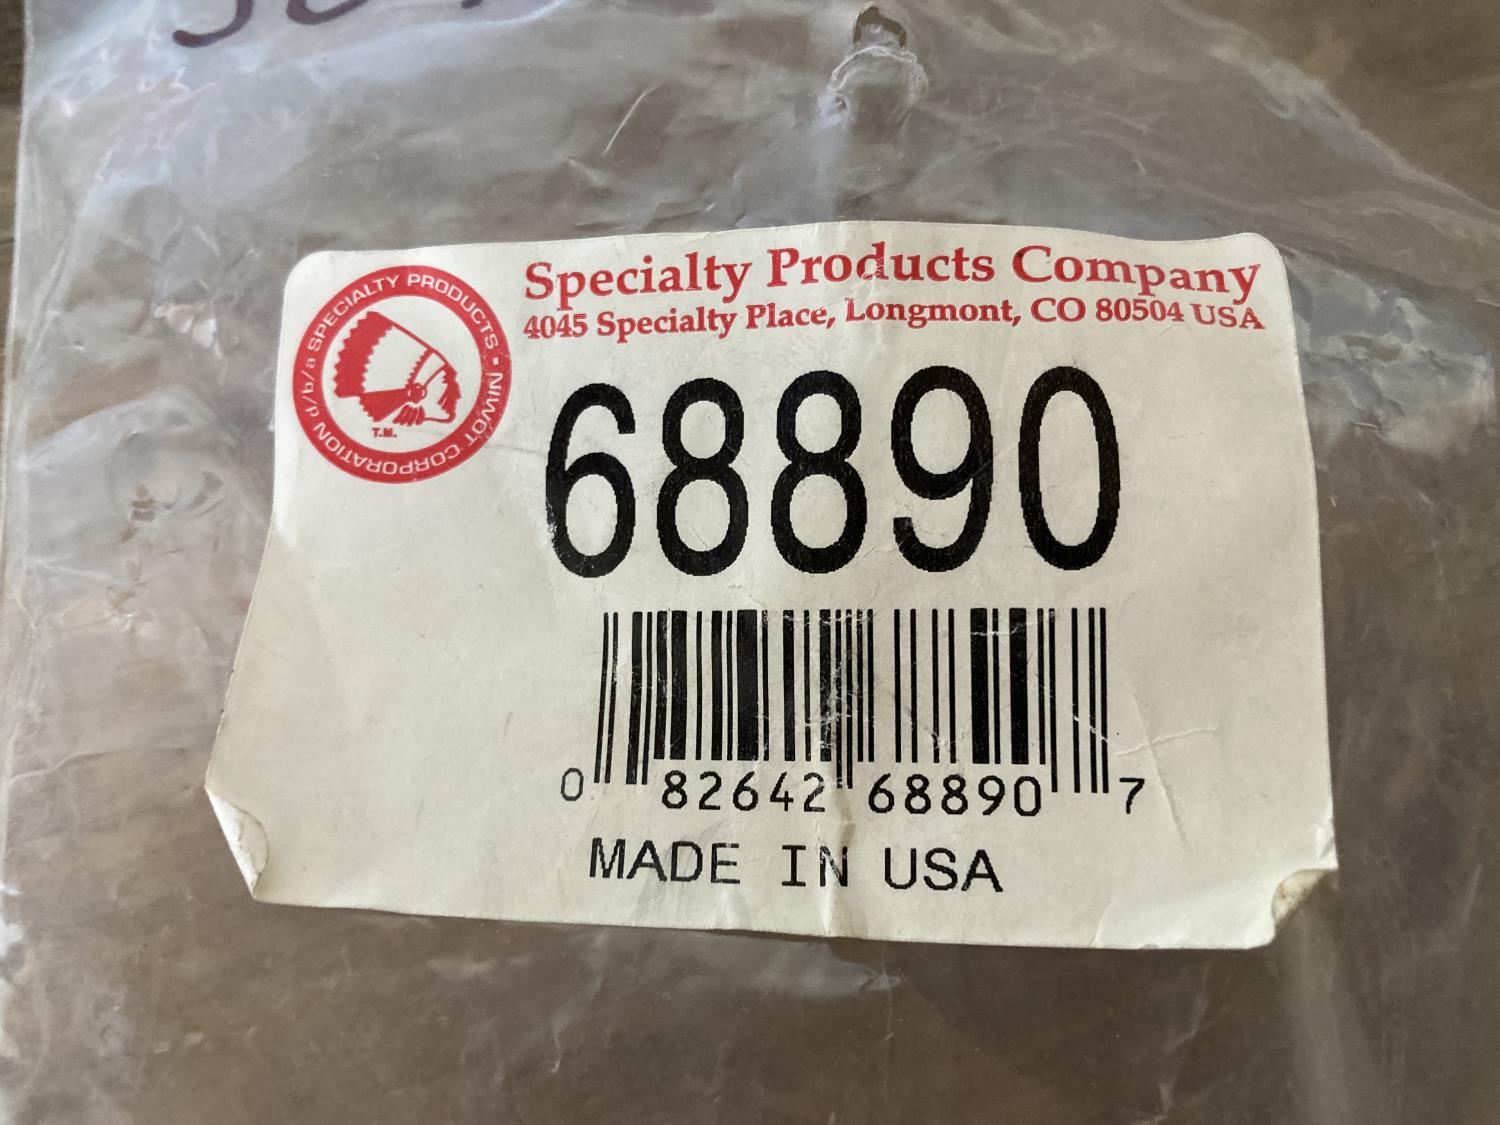 SPECIALTY PRODUCTS • NIWOT CORPORATION d/b/a
T.M.
Specialty Products Company
4045 Specialty Place, Longmont, CO 80504 USA
68890
0 82642 68890 7
MADE IN USA